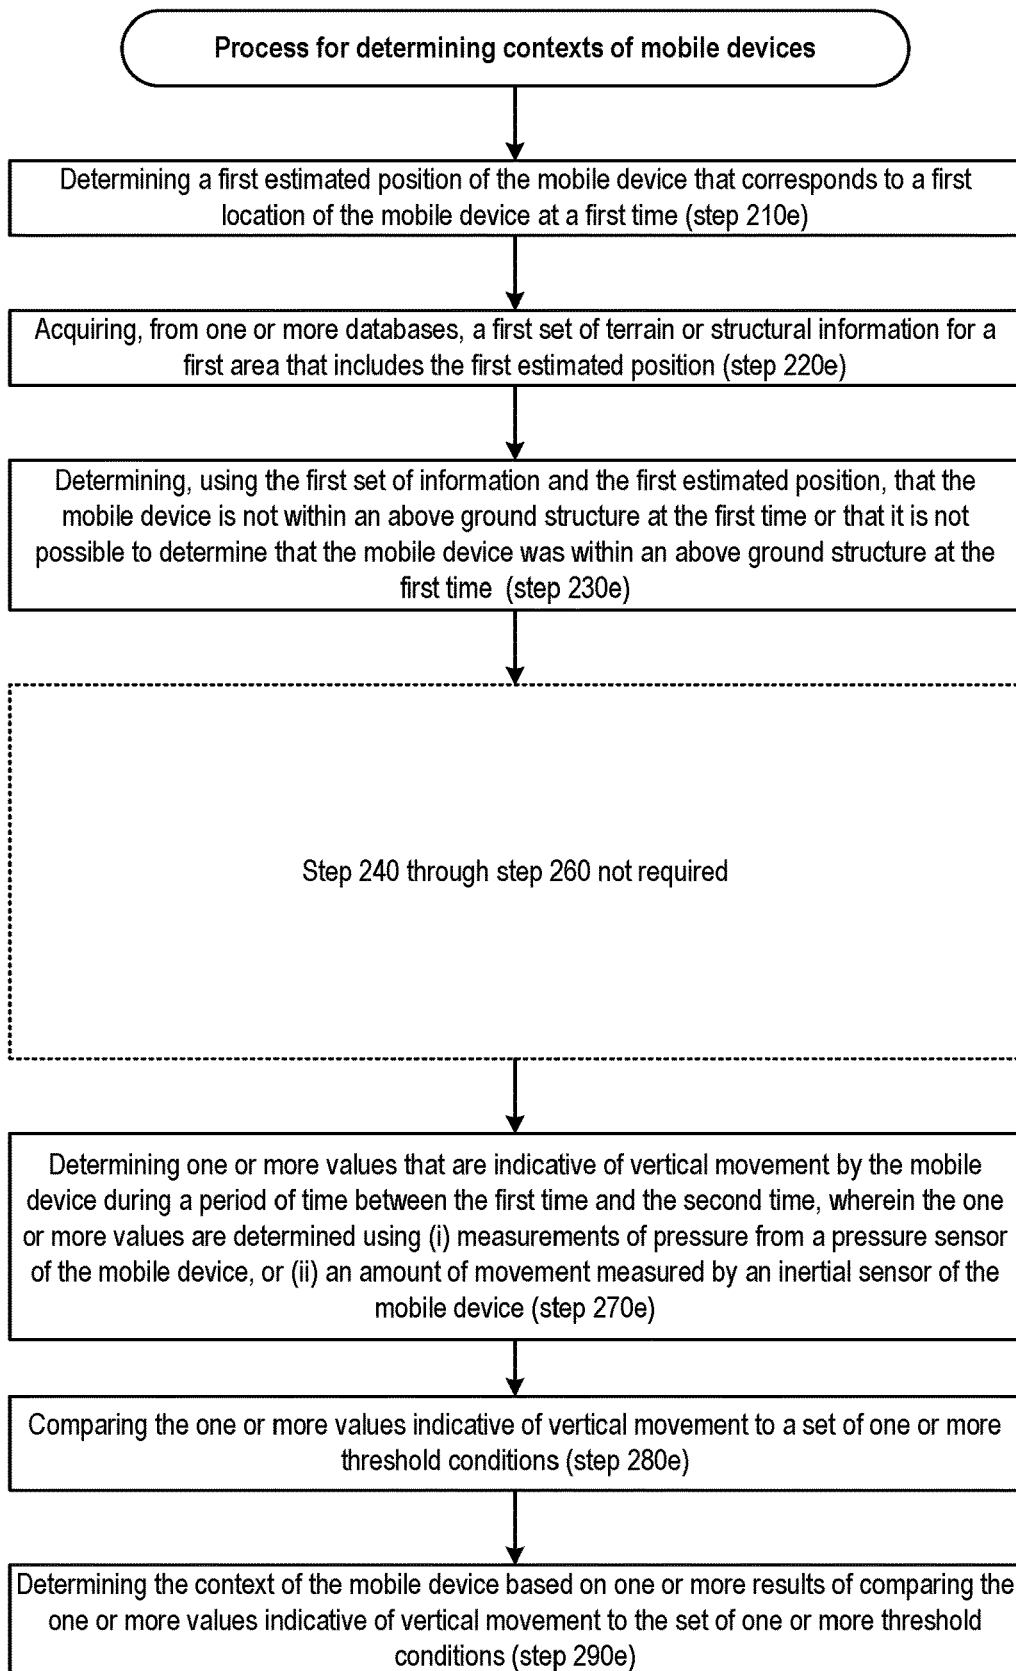 Process for determining contexts of mobile devices
Determining a first estimated position of the mobile device that corresponds to a first
location of the mobile device at a first time (step 210e)
Acquiring, from one or more databases, a first set of terrain or structural information for a
first area that includes the first estimated position (step 220e)
Determining, using the first set of information and the first estimated position, that the
mobile device is not within an above ground structure at the first time or that it is not
possible to determine that the mobile device was within an above ground structure at the
first time (step 230e)
Step 240 through step 260 not required
Determining one or more values that are indicative of vertical movement by the mobile
device during a period of time between the first time and the second time, wherein the one
or more values are determined using (i) measurements of pressure from a pressure sensor
of the mobile device, or (ii) an amount of movement measured by an inertial sensor of the
mobile device (step 270e)
Comparing the one or more values indicative of vertical movement to a set of one or more
threshold conditions (step 280e)
Determining the context of the mobile device based on one or more results of comparing the
one or more values indicative of vertical movement to the set of one or more threshold
conditions (step 290e)